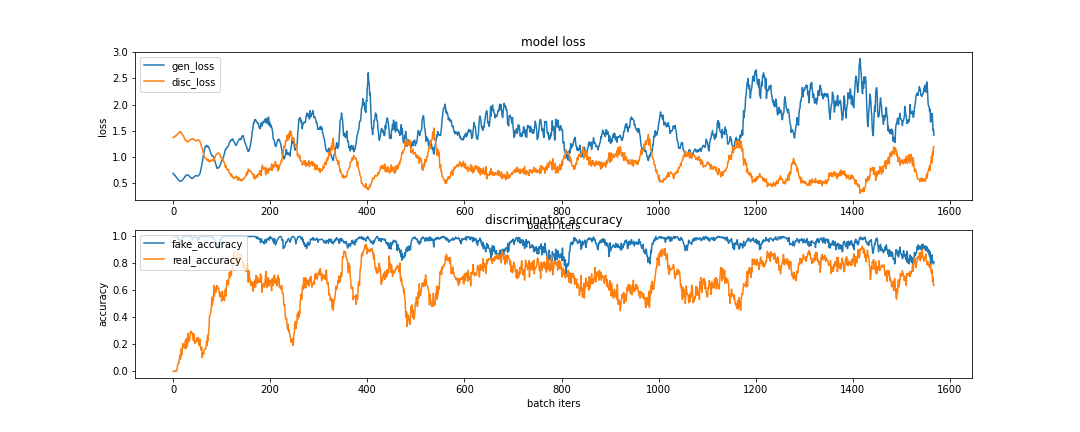 model loss
gen_loss
disc_loss
loss
3.0
2.5
2.0
1.5
1.0
0.5
0 200 400 600 800 1000 1200 1400 1600
batch iters
discriminator accuracy
fake_accuracy
real_accuracy
accuracy
1.0
0.8
0.6
0.4
0.2
0.0
0 200 400 600 800 1000 1200 1400 1600
batch iters